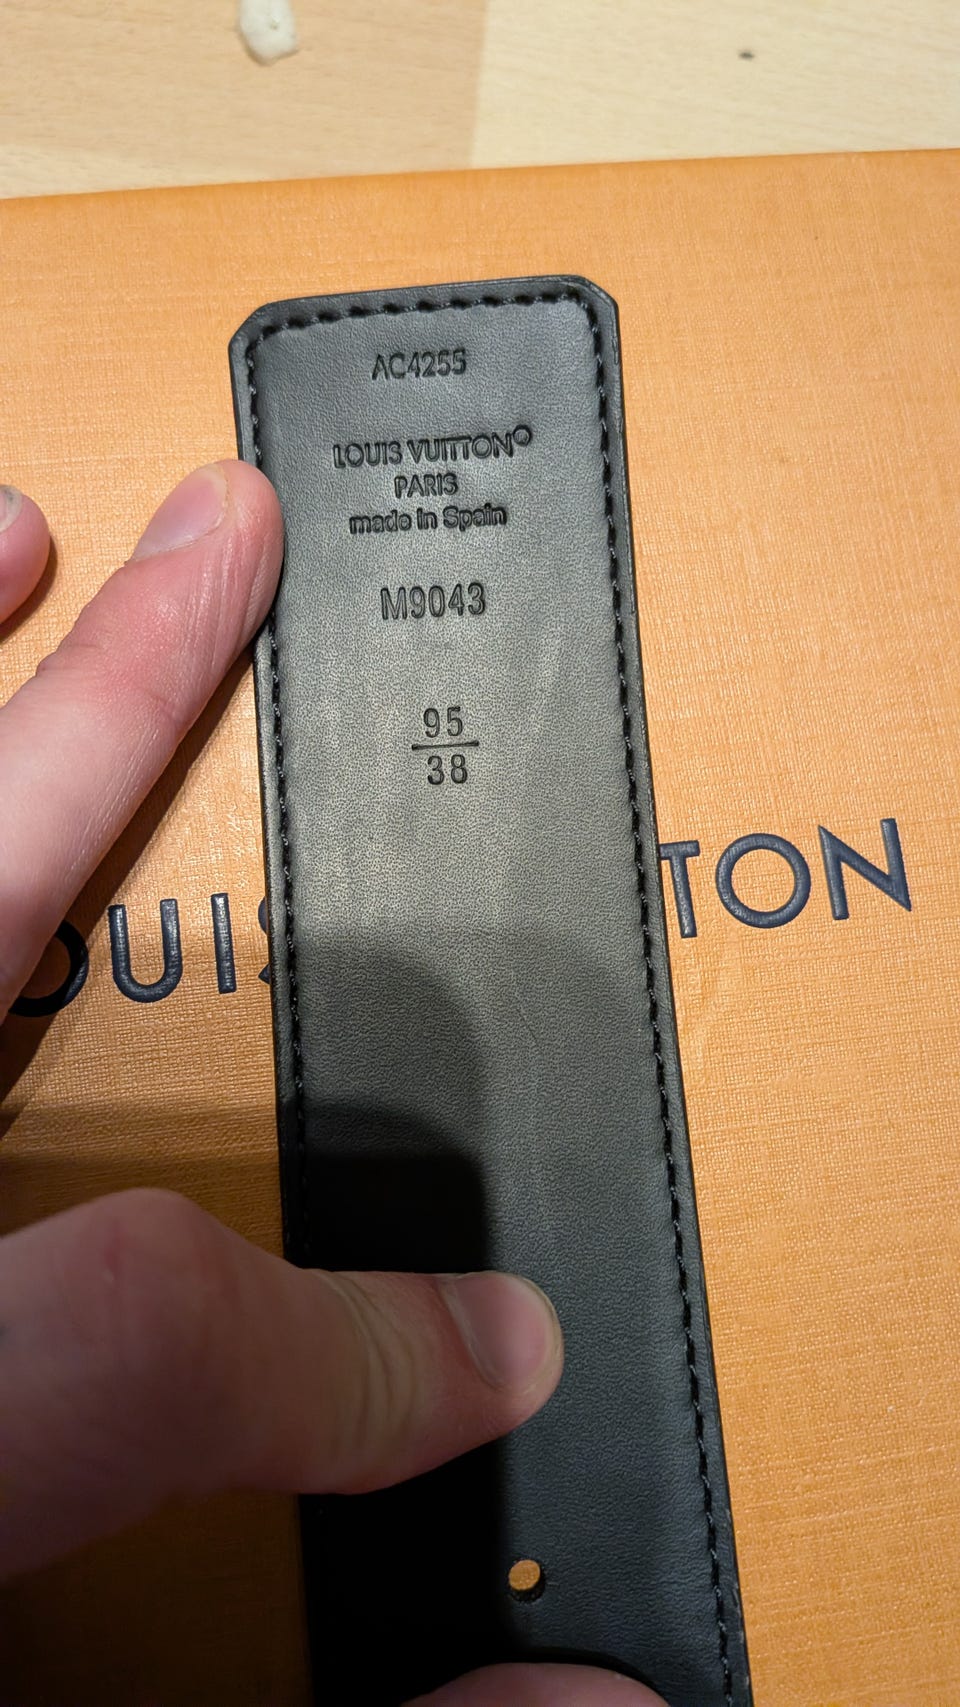 AC4255
LOUIS VUITTON®
PARIS
made in Spain
M9043
95
38
OUIS TON